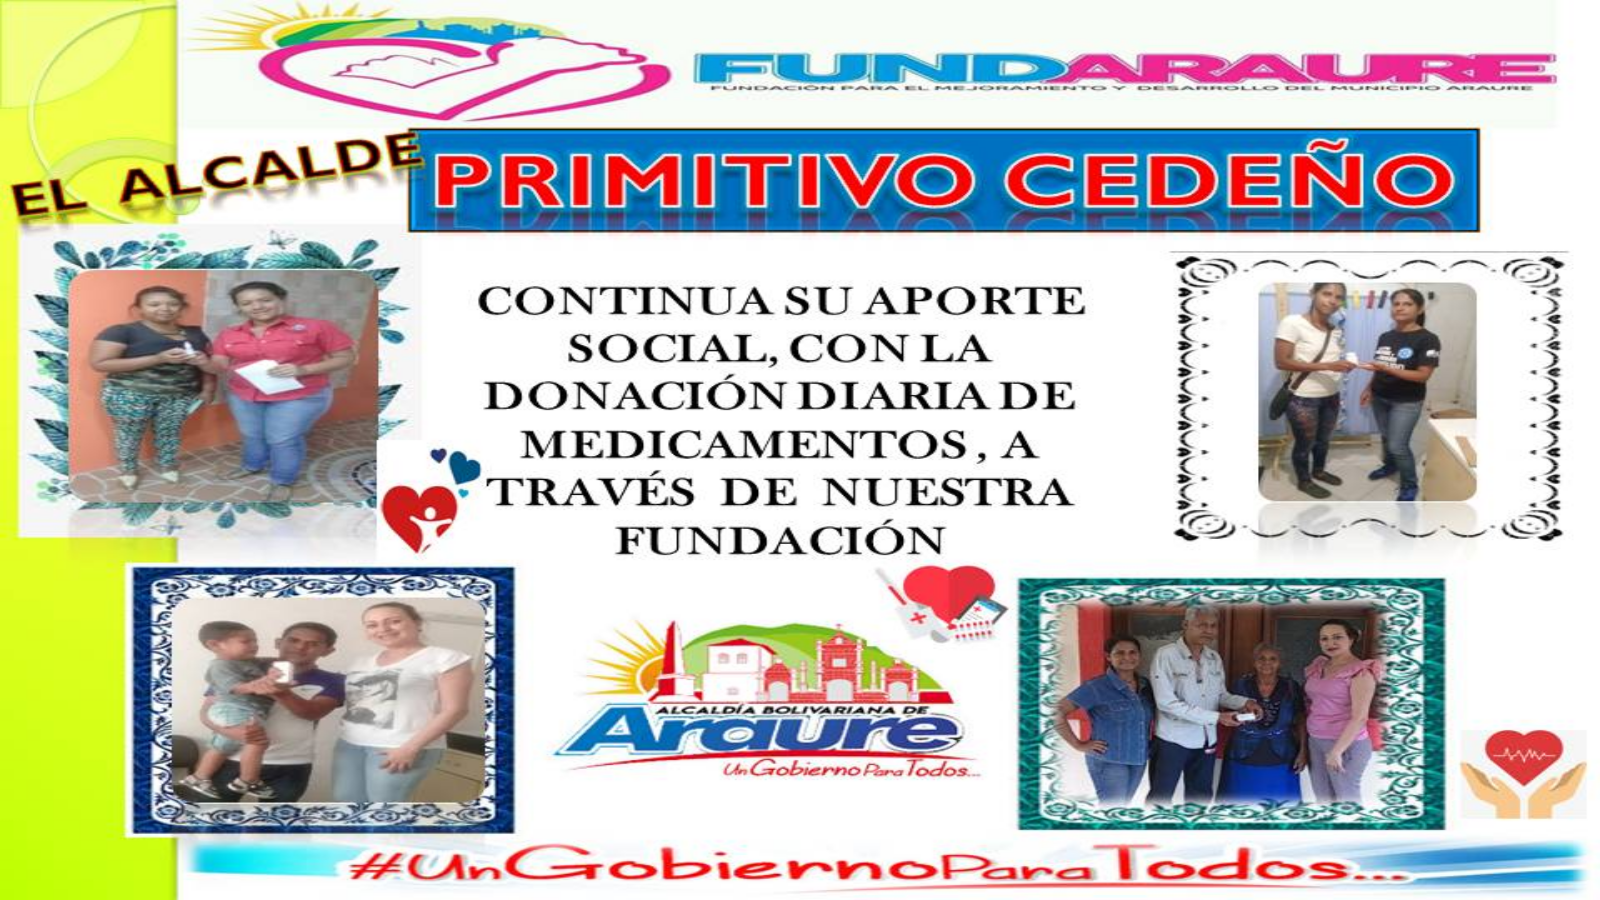 FUNDARAURE
FUNDACIÓN PARA EL MEJORAMIENTO Y DESARROLLO DEL MUNICIPIO ARAURE
EL ALCALDE
PRIMITIVO CEDEÑO
CONTINUA SU APORTE
SOCIAL, CON LA
DONACIÓN DIARIA DE
MEDICAMENTOS , A
TRAVÉS DE NUESTRA
FUNDACIÓN
ALCALDÍA BOLIVARIANA DE
Araure
Un Gobierno Para Todos...
#UnGobiernoParaTodos...